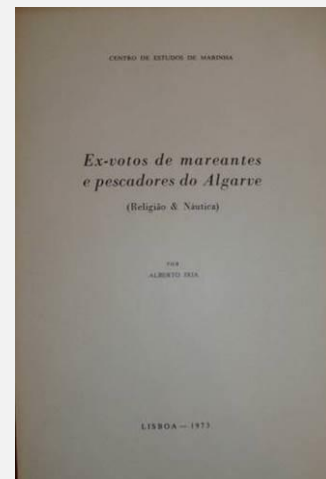 CENTRO DE ESTUDOS DE MARINHA
Ex-votos de mareantes
e pescadores do Algarve
(Religião & Náutica)
POR
ALBERTO IRIA
LISBOA — 1973